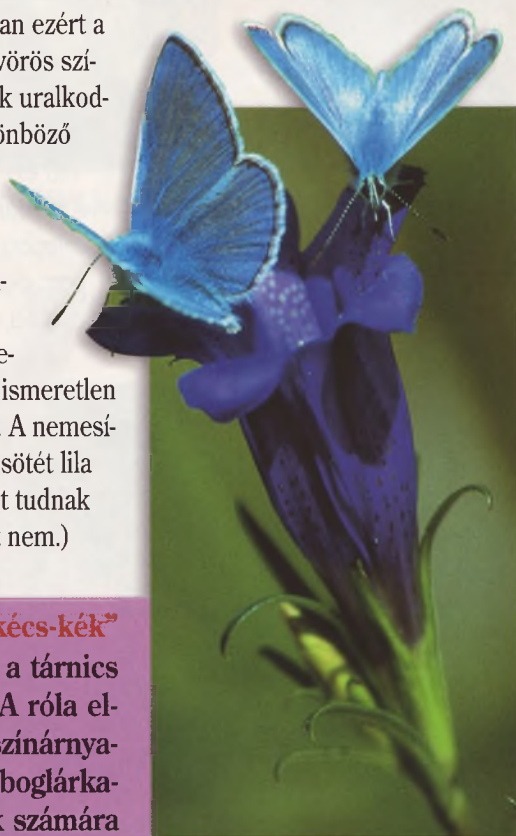 an ezért a
vörös szí-
k uralkod-
önböző
-
e-
ismeretlen
. A nemesí-
sötét lila
t tudnak
t nem.)
kécs-kék”
a tárnics
A róla el-
színárnya-
boglárka-
k számára